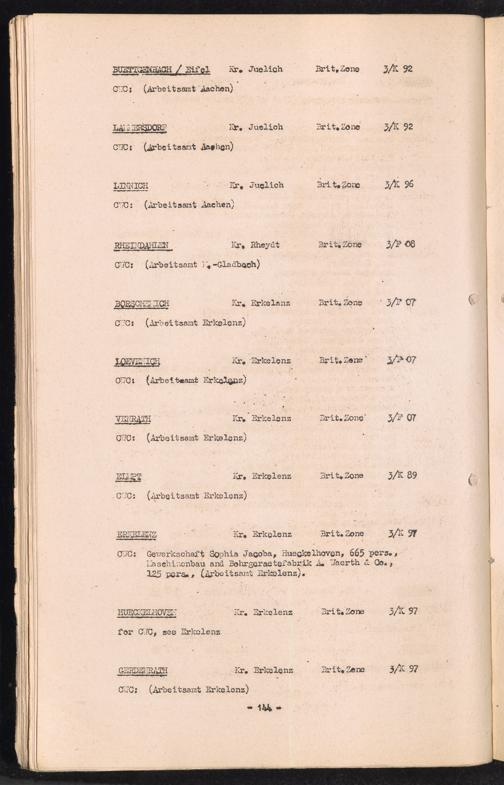 BUETTGENBACH / Eifel Kr. Juelich Brit.Zone 3/K 92
CWC: (Arbeitsamt Aachen)
LAMERSDORF Kr. Juelich Brit.Zone 3/K 92
CWC: (Arbeitsamt Aachen)
LINNICH Kr. Juelich Brit.Zone 3/K 96
CWC: (Arbeitsamt Aachen)
RHEINDAHLEN Kr. Rheydt Brit.Zone 3/F 08
CWC: (Arbeitsamt M.-Gladbach)
BORSCHEMICH Kr. Erkelanz Brit.Zone 3/F 07
CWC: (Arbeitsamt Erkelenz)
LOEVENICH Kr. Erkelenz Brit.Zone 3/F 07
CWC: (Arbeitsamt Erkelenz)
VENRATH Kr. Erkelenz Brit.Zone 3/F 07
CWC: (Arbeitsamt Erkelenz)
Kr. Erkelenz Brit.Zone 3/K 89
CWC: (Arbeitsamt Erkelenz)
ERKELENZ Kr. Erkelenz Brit.Zone 3/K 97
CWC: Gewerkschaft Sophia Jacoba, Hueckelhoven, 665 pers.,
Maschinenbau and Bohrgeraetefabrik A. Waerth & Co.,
125 pers., (Arbeitsamt Erkelenz).
HUECKELHOVEN Kr. Erkelenz Brit.Zone 3/K 97
for CWC, see Erkelenz
GERDERRATH Kr. Erkelenz Brit.Zone 3/K 97
CWC: (Arbeitsamt Erkelenz)
- 144 -